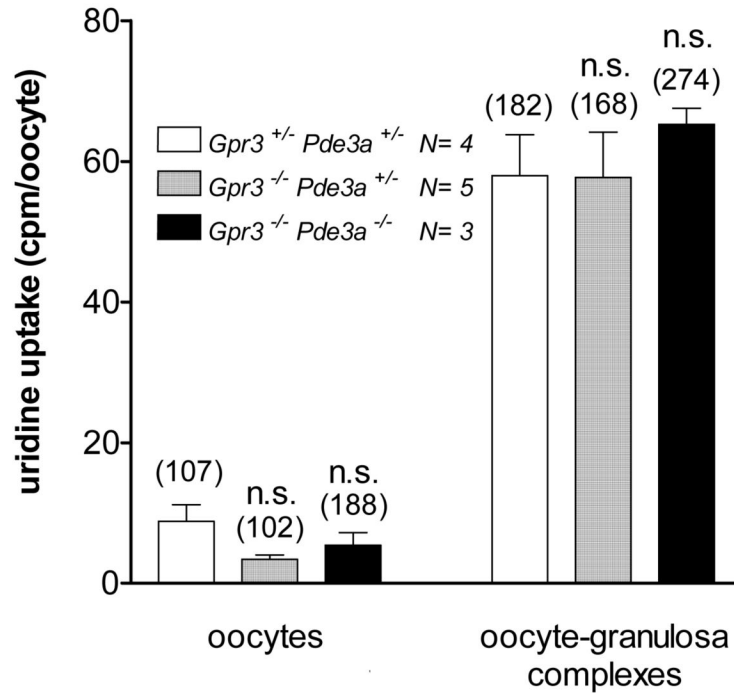 uridine uptake (cpm/oocyte)
80
60
40
20
0
Gpr3 +/- Pde3a +/- N= 4
Gpr3 -/- Pde3a +/- N= 5
Gpr3 -/- Pde3a -/- N= 3
(107)
n.s.
(102)
n.s.
(188)
(182)
n.s.
(168)
n.s.
(274)
oocytes
oocyte-granulosa
complexes